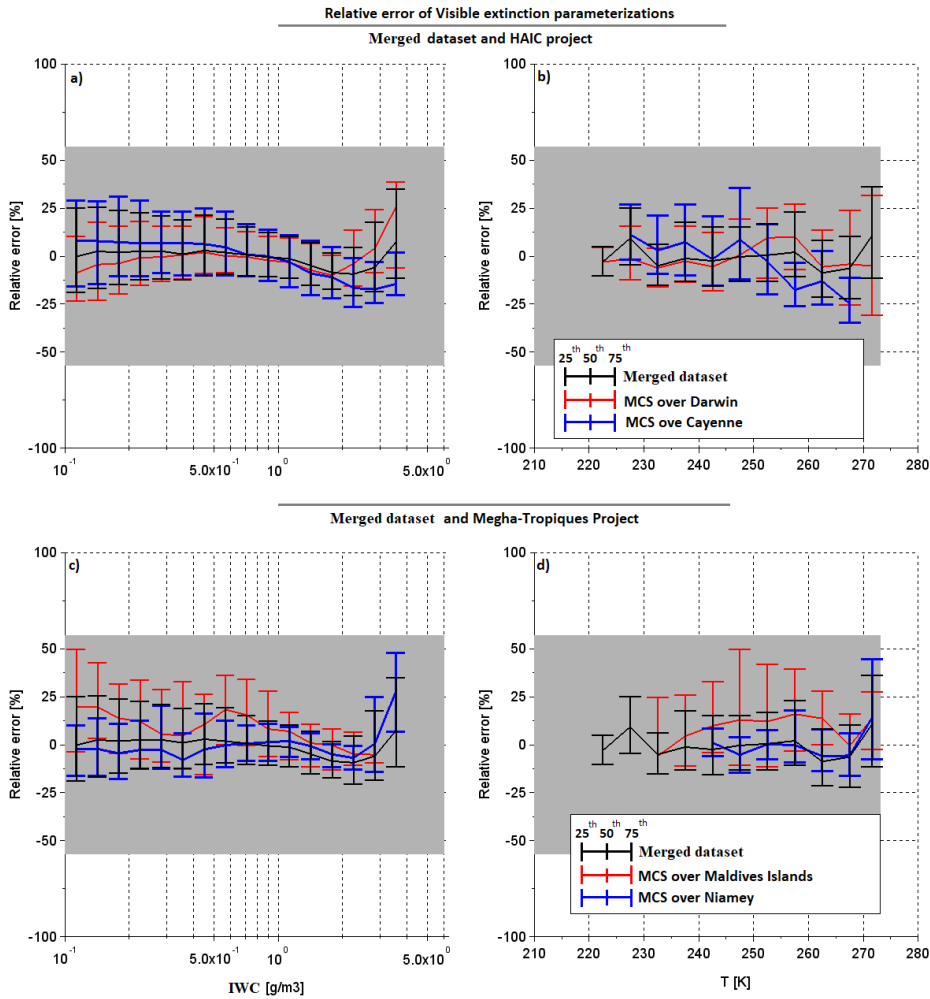 Relative error of Visible extinction parameterizations
Merged dataset and HAIC project
a)
Relative error [%]
100
50
25
0
-25
-50
-100
10⁻¹
5.0x10⁻¹
10⁰
5.0x10⁰
b)
Relative error [%]
100
50
25
0
-25
-50
-100
210 220 230 240 250 260 270 280
25th 50th 75th
Merged dataset
MCS over Darwin
MCS ove Cayenne
Merged dataset and Megha-Tropiques Project
c)
Relative error [%]
100
50
25
0
-25
-50
-100
10⁻¹
5.0x10⁻¹
10⁰
5.0x10⁰
IWC [g/m3]
d)
Relative error [%]
100
50
25
0
-25
-50
-100
210 220 230 240 250 260 270 280
T [K]
25th 50th 75th
Merged dataset
MCS over Maldives Islands
MCS over Niamey